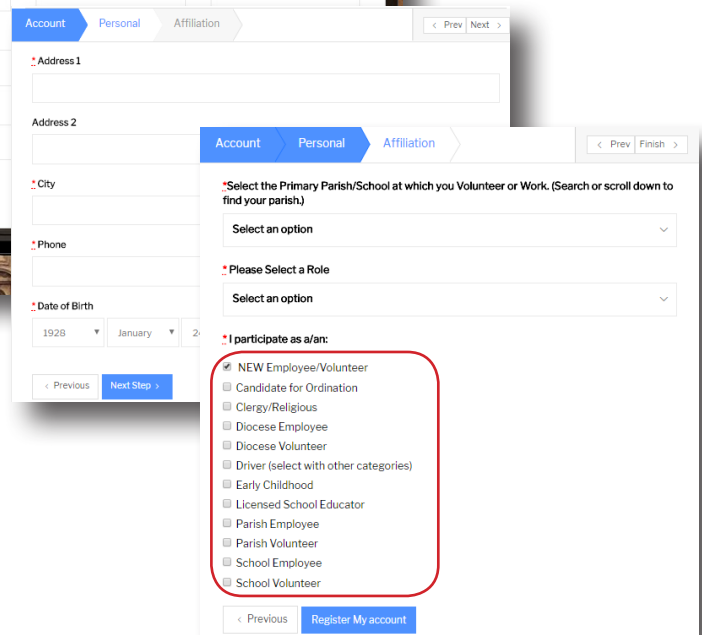 Account Personal Affiliation < Prev Next >
* Address 1
Address 2
* City
* Phone
* Date of Birth
1928 January 24
< Previous Next Step >
Account Personal Affiliation < Prev Finish >
*Select the Primary Parish/School at which you Volunteer or Work. (Search or scroll down to
find your parish.)
Select an option
* Please Select a Role
Select an option
* I participate as a/an:
NEW Employee/Volunteer
Candidate for Ordination
Clergy/Religious
Diocese Employee
Diocese Volunteer
Driver (select with other categories)
Early Childhood
Licensed School Educator
Parish Employee
Parish Volunteer
School Employee
School Volunteer
< Previous Register My account